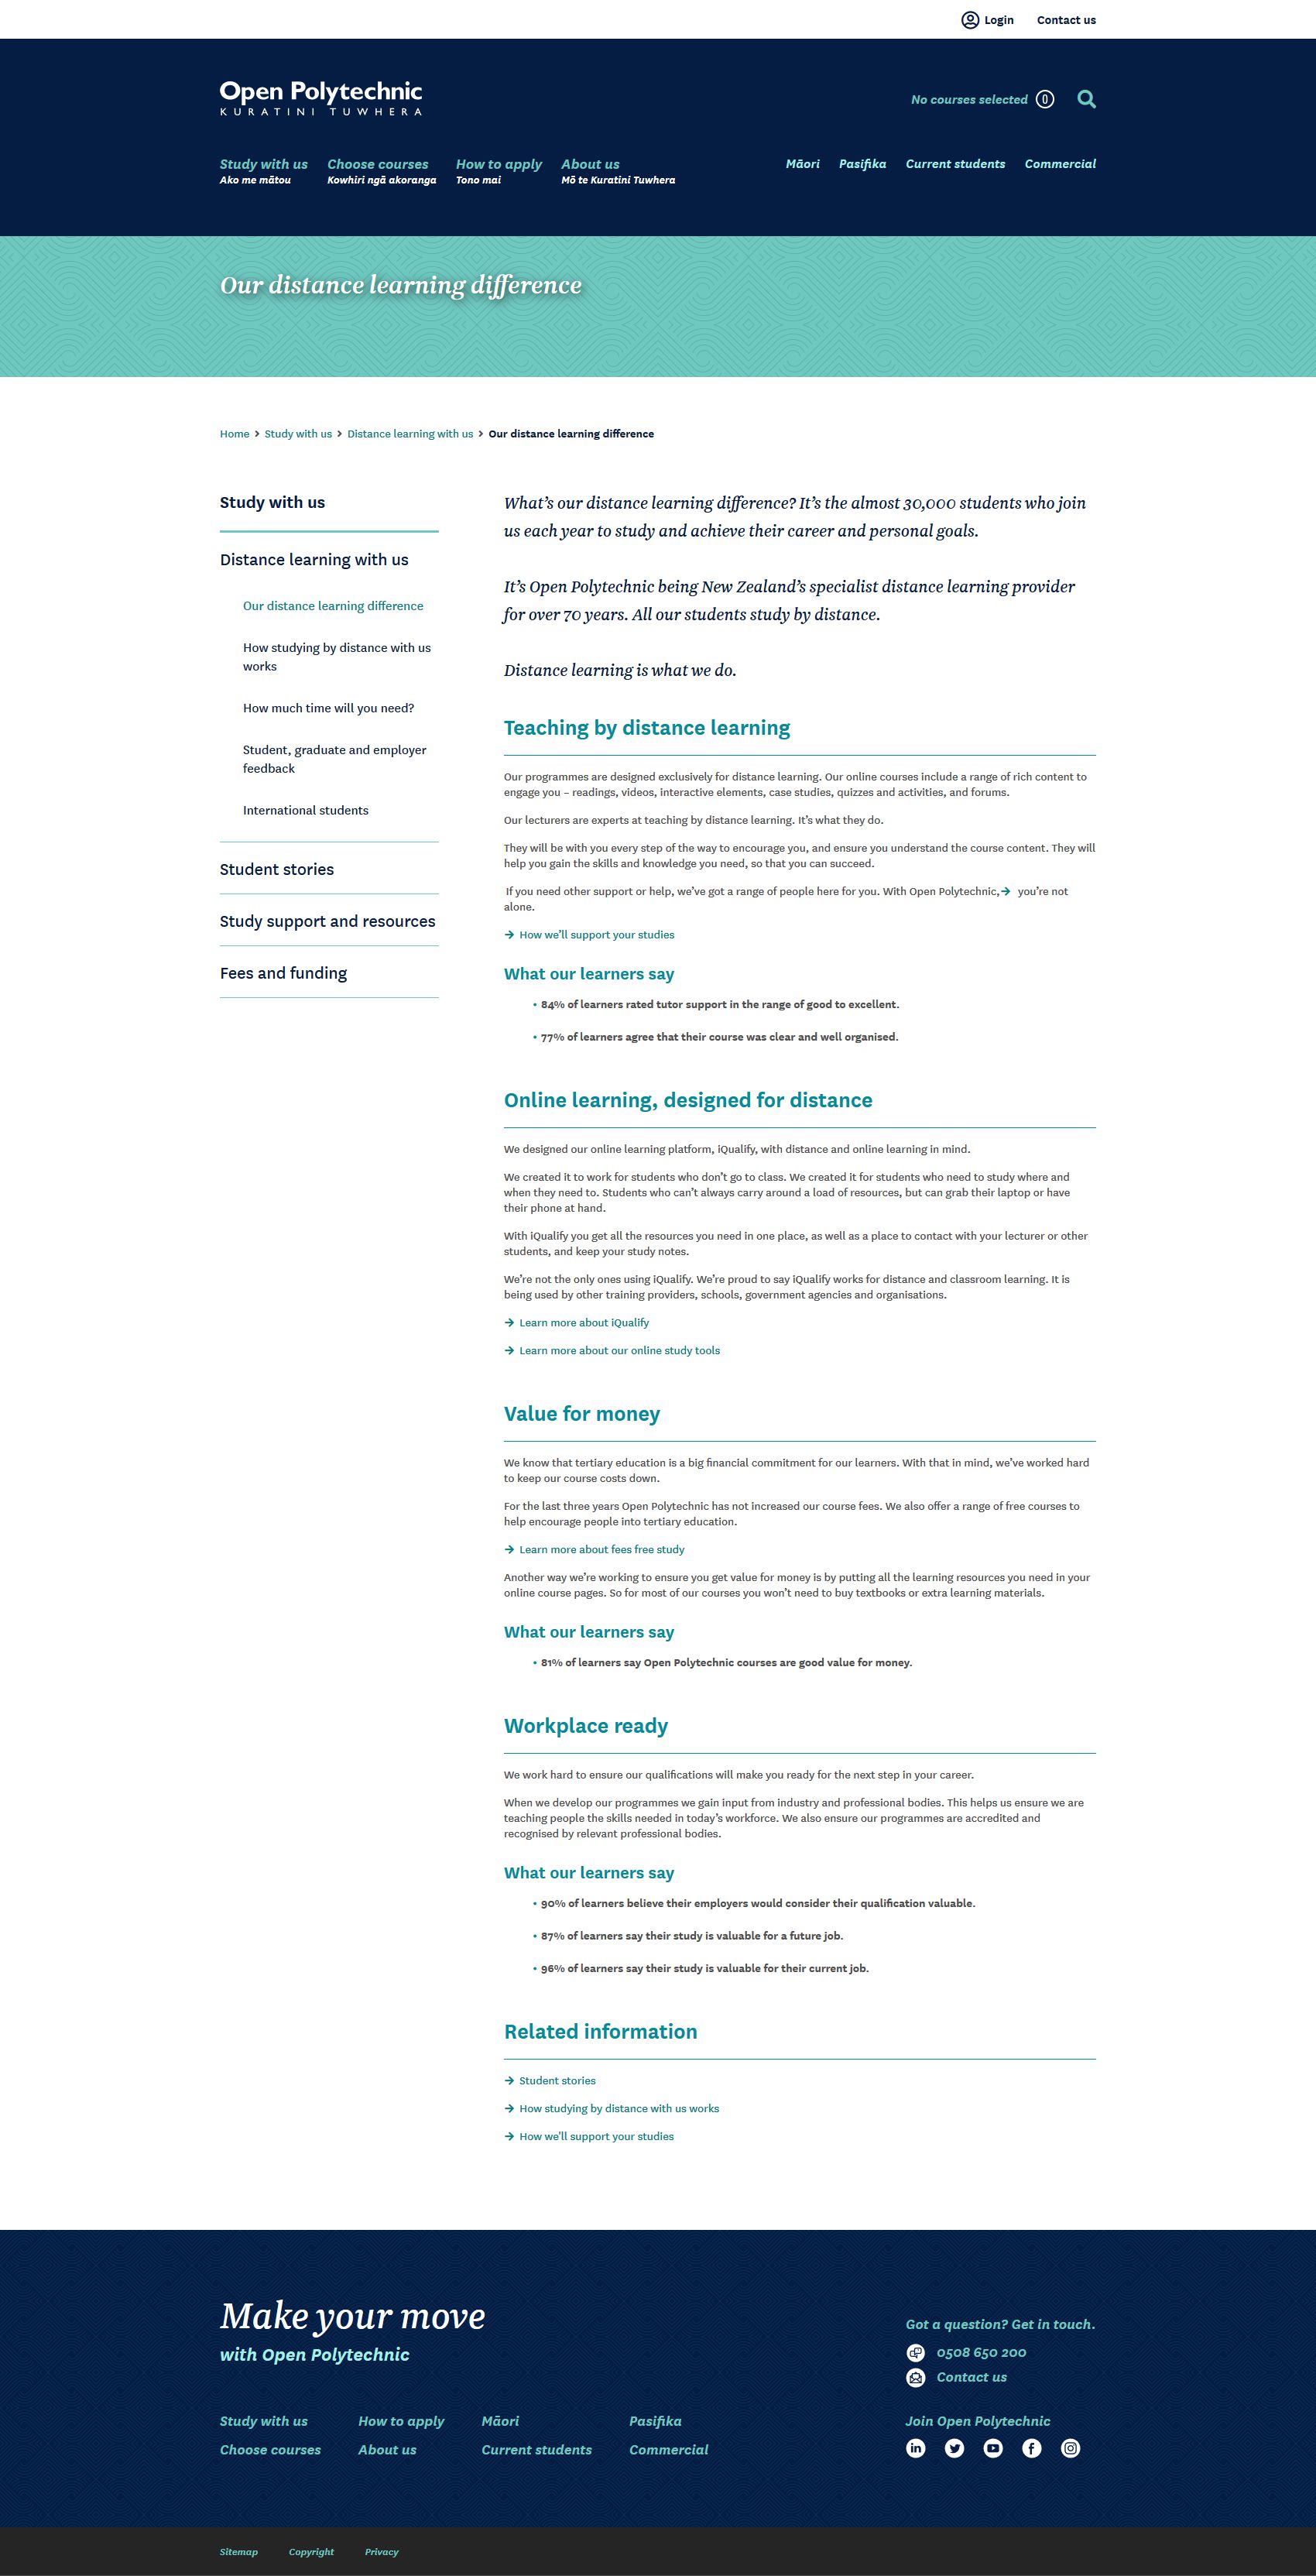 Login Contact us
Open Polytechnic
KURATINI TUWHERA
No courses selected 0
Study with us Choose courses How to apply About us
Ako me mātou Kowhiri ngā akoranga Tono mai Mō te Kuratini Tuwhera
Māori Pasifika Current students Commercial
Our distance learning difference
Home > Study with us > Distance learning with us > Our distance learning difference
Study with us
Distance learning with us
Our distance learning difference
How studying by distance with us
works
How much time will you need?
Student, graduate and employer
feedback
International students
Student stories
Study support and resources
Fees and funding
What's our distance learning difference? It's the almost 30,000 students who join
us each year to study and achieve their career and personal goals.
It's Open Polytechnic being New Zealand's specialist distance learning provider
for over 70 years. All our students study by distance.
Distance learning is what we do.
Teaching by distance learning
Our programmes are designed exclusively for distance learning. Our online courses include a range of rich content to
engage you – readings, videos, interactive elements, case studies, quizzes and activities, and forums.
Our lecturers are experts at teaching by distance learning. It's what they do.
They will be with you every step of the way to encourage you, and ensure you understand the course content. They will
help you gain the skills and knowledge you need, so that you can succeed.
If you need other support or help, we've got a range of people here for you. With Open Polytechnic,→ you're not
alone.
→ How we'll support your studies
What our learners say
• 84% of learners rated tutor support in the range of good to excellent.
• 77% of learners agree that their course was clear and well organised.
Online learning, designed for distance
We designed our online learning platform, iQualify, with distance and online learning in mind.
We created it to work for students who don't go to class. We created it for students who need to study where and
when they need to. Students who can't always carry around a load of resources, but can grab their laptop or have
their phone at hand.
With iQualify you get all the resources you need in one place, as well as a place to contact with your lecturer or other
students, and keep your study notes.
We're not the only ones using iQualify. We're proud to say iQualify works for distance and classroom learning. It is
being used by other training providers, schools, government agencies and organisations.
→ Learn more about iQualify
→ Learn more about our online study tools
Value for money
We know that tertiary education is a big financial commitment for our learners. With that in mind, we've worked hard
to keep our course costs down.
For the last three years Open Polytechnic has not increased our course fees. We also offer a range of free courses to
help encourage people into tertiary education.
→ Learn more about fees free study
Another way we're working to ensure you get value for money is by putting all the learning resources you need in your
online course pages. So for most of our courses you won't need to buy textbooks or extra learning materials.
What our learners say
• 81% of learners say Open Polytechnic courses are good value for money.
Workplace ready
We work hard to ensure our qualifications will make you ready for the next step in your career.
When we develop our programmes we gain input from industry and professional bodies. This helps us ensure we are
teaching people the skills needed in today's workforce. We also ensure our programmes are accredited and
recognised by relevant professional bodies.
What our learners say
• 90% of learners believe their employers would consider their qualification valuable.
• 87% of learners say their study is valuable for a future job.
• 96% of learners say their study is valuable for their current job.
Related information
→ Student stories
→ How studying by distance with us works
→ How we'll support your studies
Make your move
with Open Polytechnic
Got a question? Get in touch.
0508 650 200
Contact us
Study with us How to apply Māori Pasifika
Choose courses About us Current students Commercial
Join Open Polytechnic
Sitemap Copyright Privacy